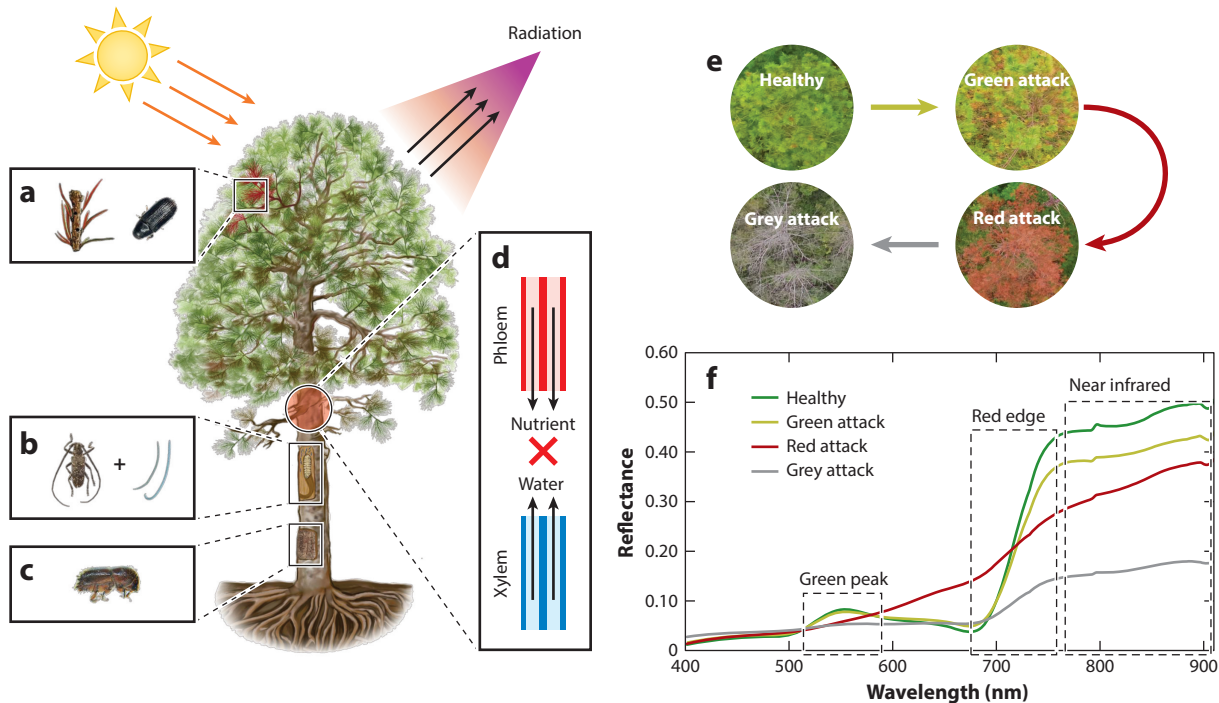 Radiation
a
b
+
c
d
Phloem
Nutrient
Water
Xylem
e
Healthy
Green attack
Grey attack
Red attack
f
Healthy
Green attack
Red attack
Grey attack
Green peak
Red edge
Near infrared
Reflectance
0.60
0.50
0.40
0.30
0.20
0.10
0
400
500
600
700
800
900
Wavelength (nm)